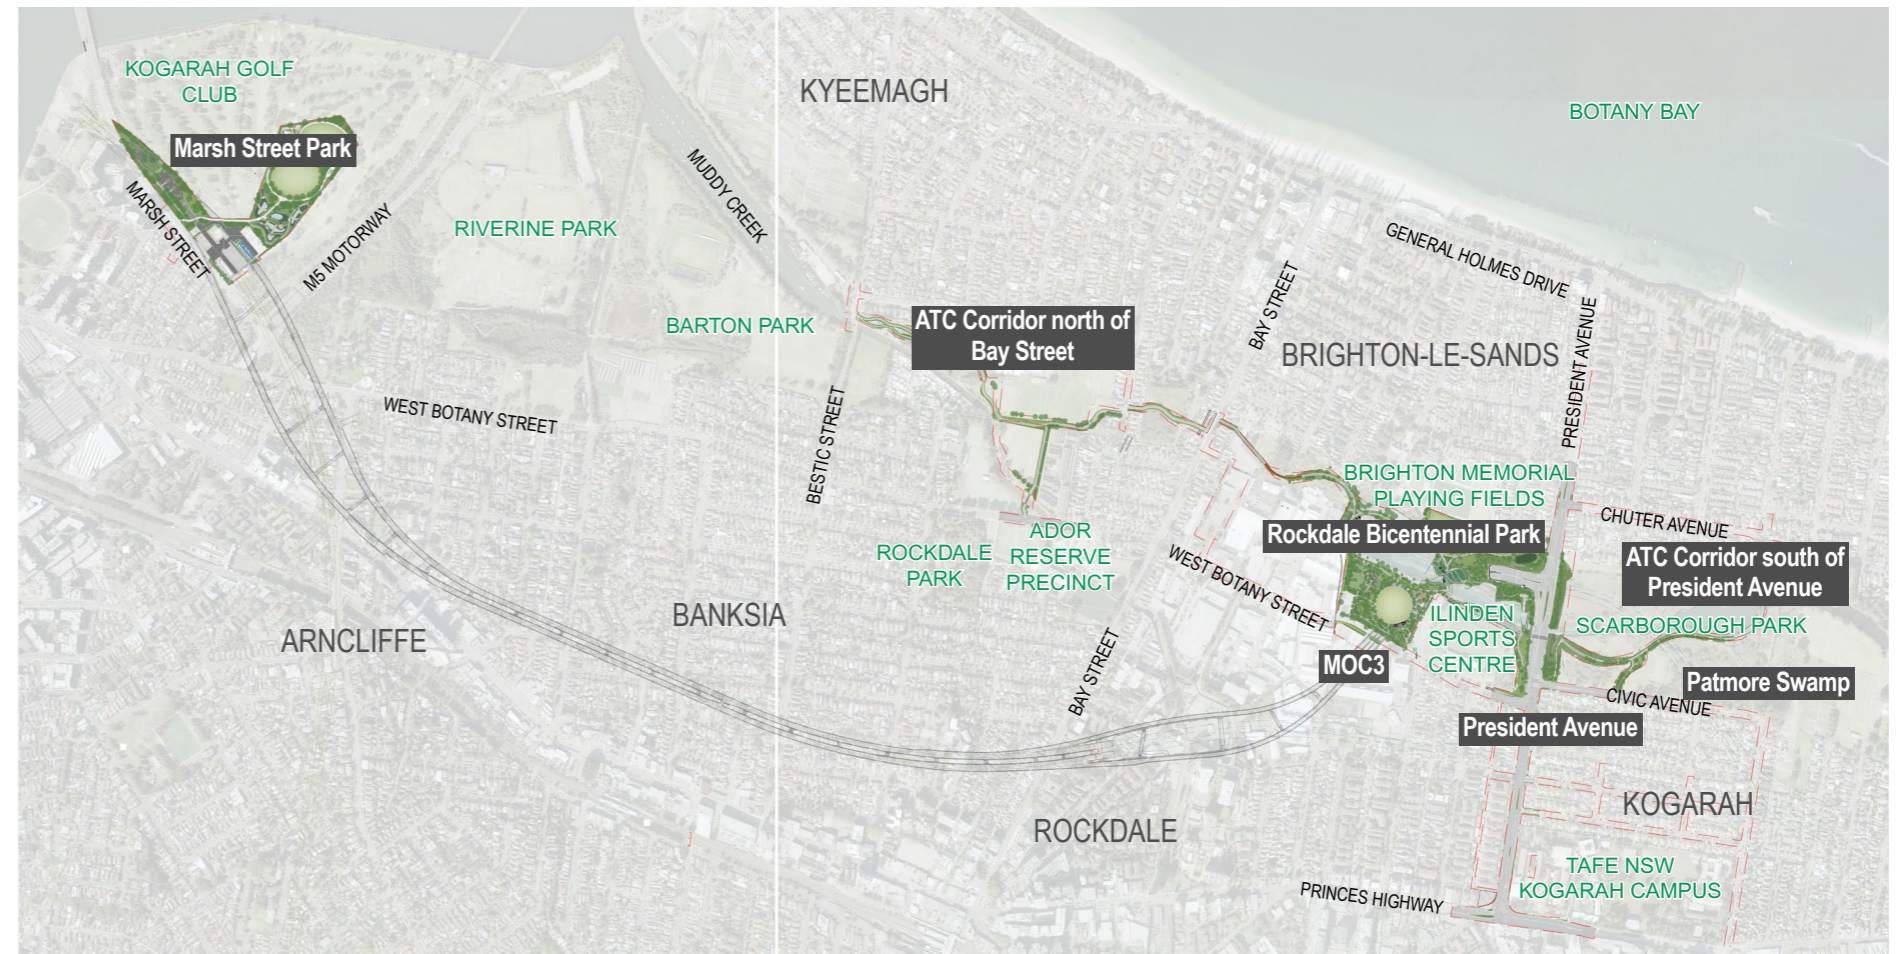 KOGARAH GOLF
CLUB
Marsh Street Park
MARSH STREET
M5 MOTORWAY
RIVERINE PARK
MUDDY CREEK
KYEEMAGH
BOTANY BAY
GENERAL HOLMES DRIVE
BAY STREET
PRESIDENT AVENUE
BARTON PARK
ATC Corridor north of
Bay Street
BRIGHTON-LE-SANDS
WEST BOTANY STREET
BESTIC STREET
BRIGHTON MEMORIAL
PLAYING FIELDS
Rockdale Bicentennial Park
CHUTER AVENUE
ATC Corridor south of
President Avenue
ROCKDALE
PARK
ADOR
RESERVE
PRECINCT
WEST BOTANY STREET
ILINDEN
SPORTS
CENTRE
SCARBOROUGH PARK
ARNCLIFFE
BANKSIA
BAY STREET
MOC3
Patmore Swamp
CIVIC AVENUE
President Avenue
ROCKDALE
KOGARAH
TAFE NSW
KOGARAH CAMPUS
PRINCES HIGHWAY